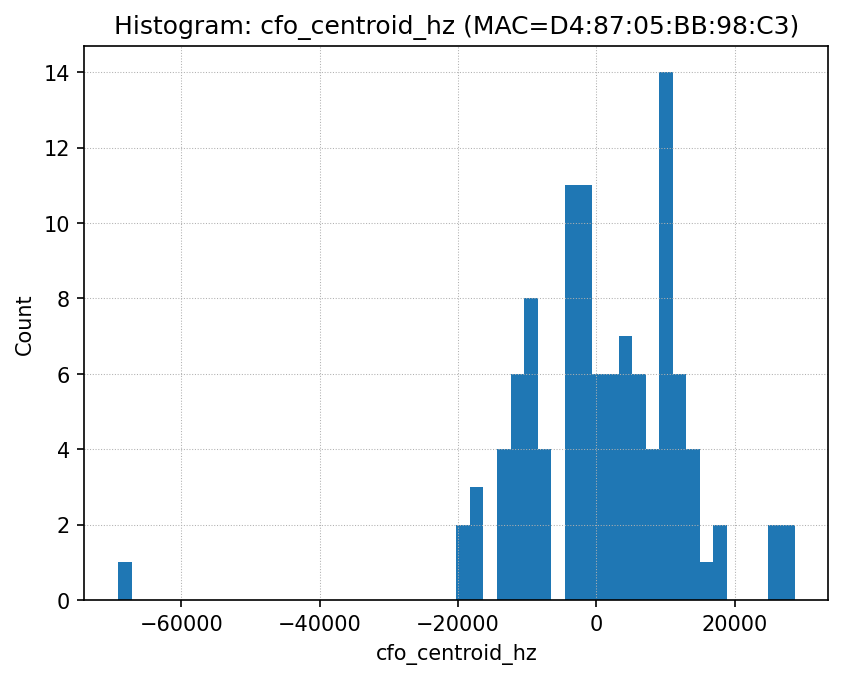 Histogram: cfo_centroid_hz (MAC=D4:87:05:BB:98:C3)
14
12
10
8
6
4
2
0
Count
−60000 −40000 −20000 0 20000
cfo_centroid_hz